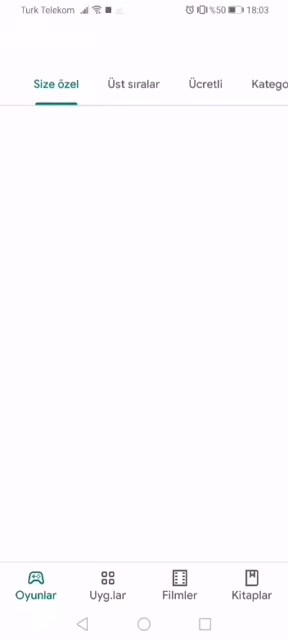 Turk Telekom %50 18:03
Size özel Üst sıralar Ücretli Katego
Oyunlar Uyg.lar Filmler Kitaplar